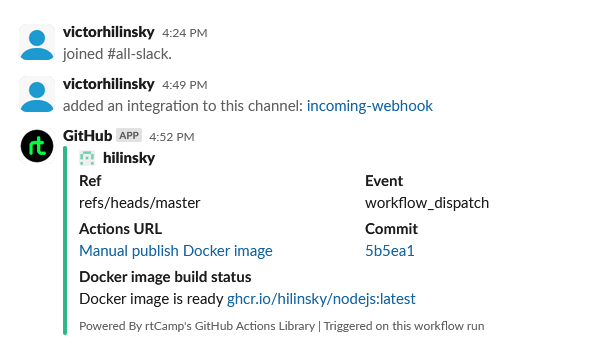 victorhilinsky 4:24 PM
joined #all-slack.
victorhilinsky 4:49 PM
added an integration to this channel: incoming-webhook
rt GitHub APP 4:52 PM
hilinsky
Ref Event
refs/heads/master workflow_dispatch
Actions URL Commit
Manual publish Docker image 5b5ea1
Docker image build status
Docker image is ready ghcr.io/hilinsky/nodejs:latest
Powered By rtCamp's GitHub Actions Library | Triggered on this workflow run